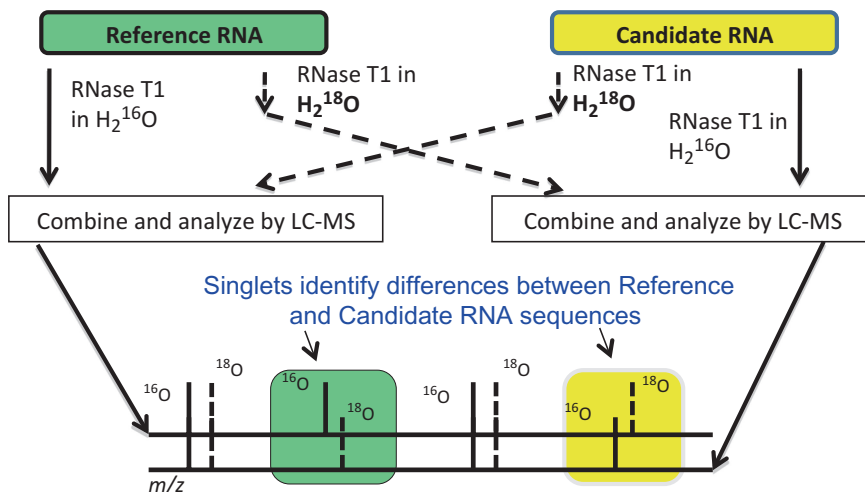 Reference RNA
Candidate RNA
RNase T1
in H₂¹⁶O
RNase T1 in
H₂¹⁸O
RNase T1 in
H₂¹⁸O
RNase T1 in
H₂¹⁶O
Combine and analyze by LC-MS
Combine and analyze by LC-MS
Singlets identify differences between Reference
and Candidate RNA sequences
¹⁶O
¹⁸O
¹⁶O
¹⁸O
¹⁶O
¹⁸O
¹⁶O
¹⁸O
m/z